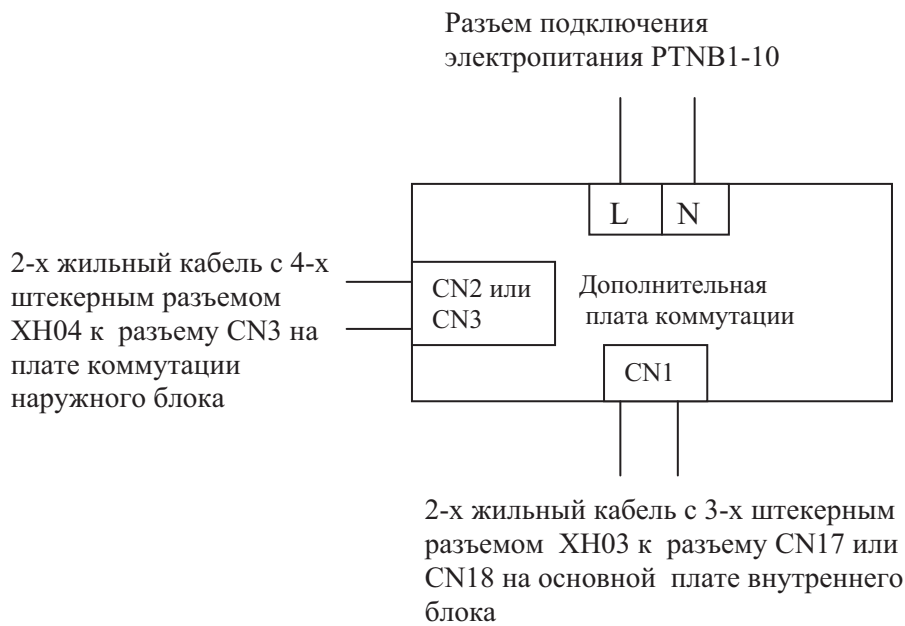 Разъем подключения
электропитания PTNB1-10
L N
2-х жильный кабель с 4-х
штекерным разъемом
XH04 к разъему CN3 на
плате коммутации
наружного блока
CN2 или
CN3
Дополнительная
плата коммутации
CN1
2-х жильный кабель с 3-х штекерным
разъемом XH03 к разъему CN17 или
CN18 на основной плате внутреннего
блока